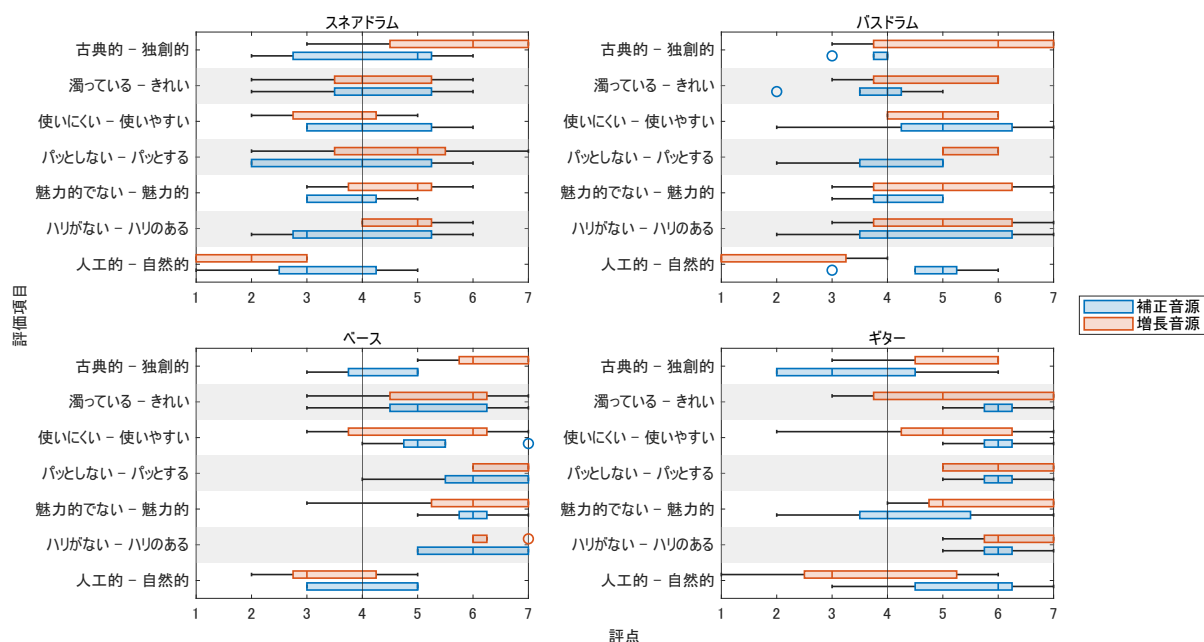 スネアドラム
古典的 – 独創的
濁っている – きれい
使いにくい – 使いやすい
パッとしない – パッとする
魅力的でない – 魅力的
ハリがない – ハリのある
人工的 – 自然的
1 2 3 4 5 6 7
バスドラム
古典的 – 独創的
濁っている – きれい
使いにくい – 使いやすい
パッとしない – パッとする
魅力的でない – 魅力的
ハリがない – ハリのある
人工的 – 自然的
1 2 3 4 5 6 7
評価項目
補正音源
増長音源
ベース
古典的 – 独創的
濁っている – きれい
使いにくい – 使いやすい
パッとしない – パッとする
魅力的でない – 魅力的
ハリがない – ハリのある
人工的 – 自然的
1 2 3 4 5 6 7
ギター
古典的 – 独創的
濁っている – きれい
使いにくい – 使いやすい
パッとしない – パッとする
魅力的でない – 魅力的
ハリがない – ハリのある
人工的 – 自然的
1 2 3 4 5 6 7
評点